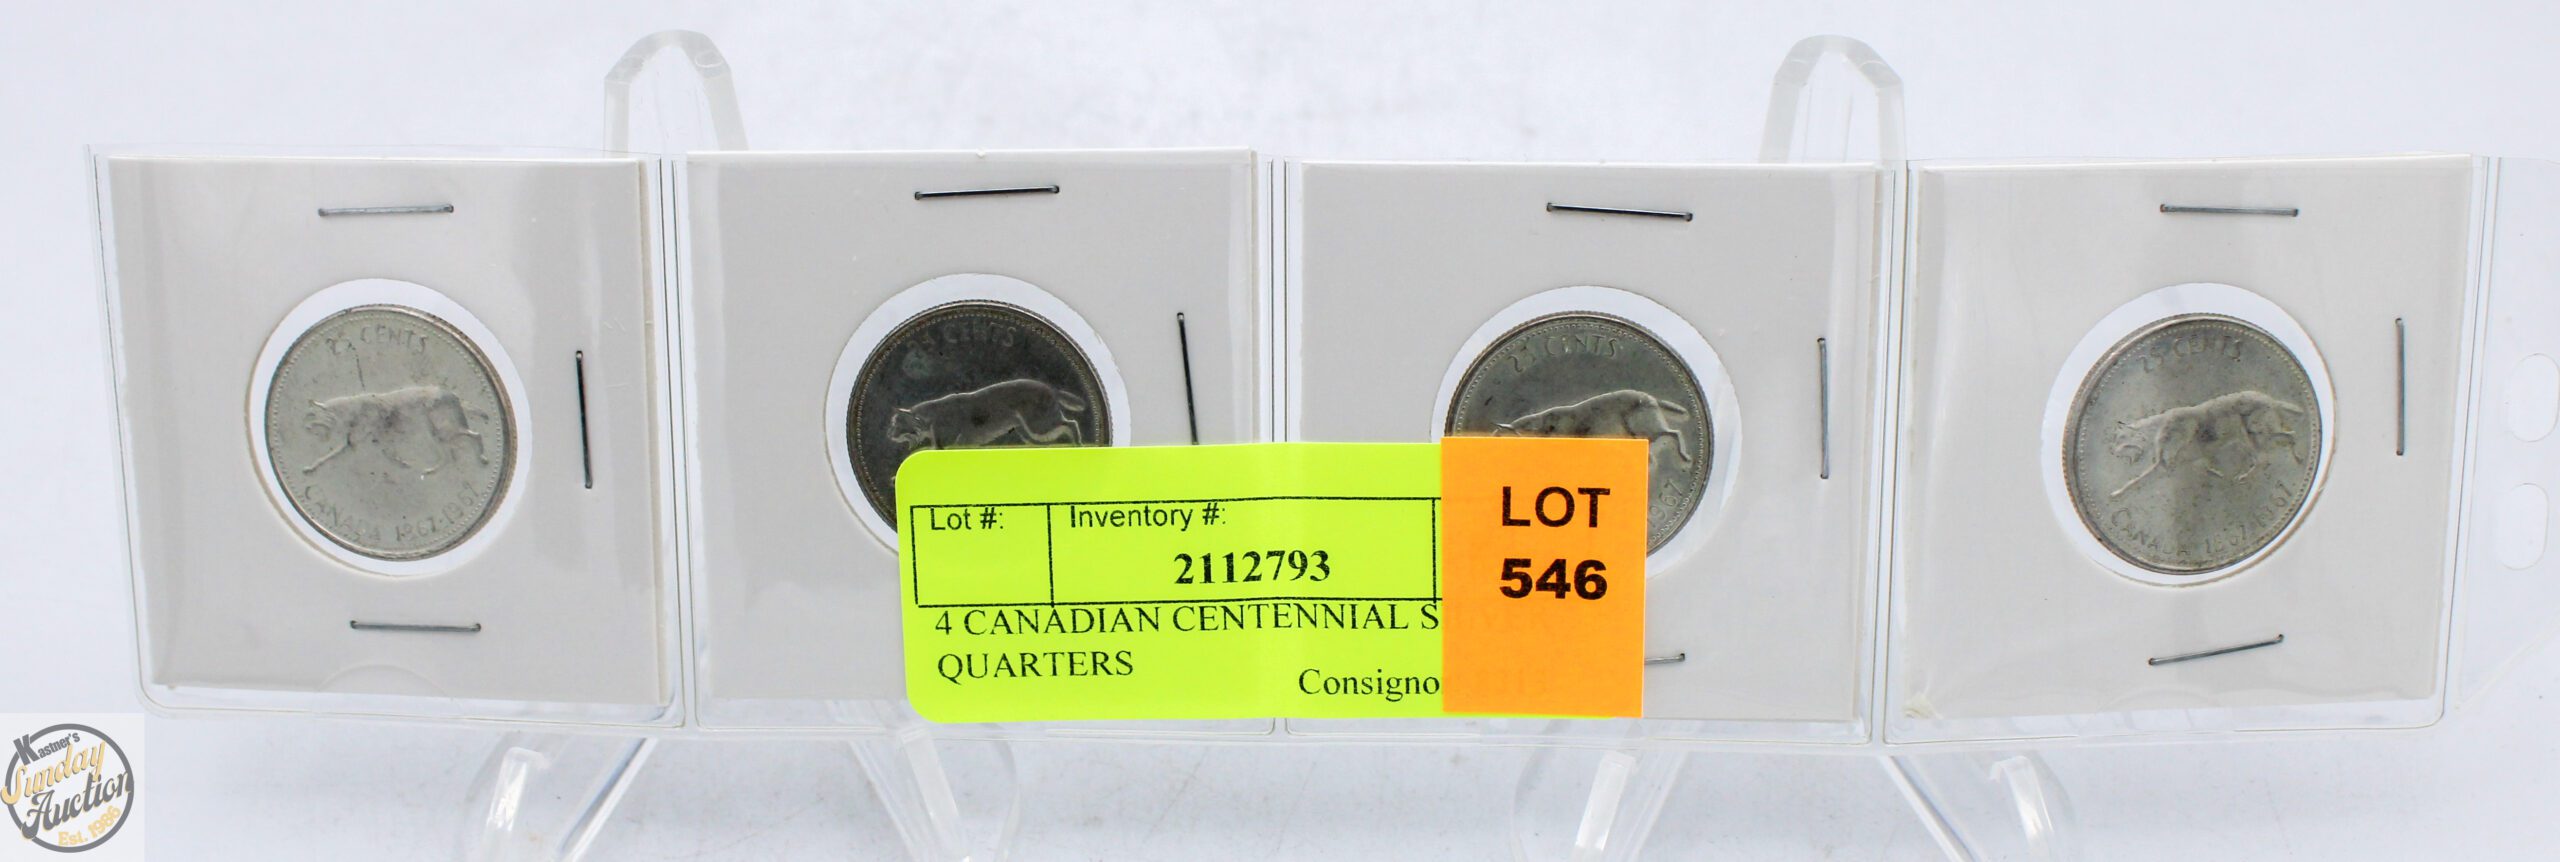 25 CENTS
CANADA 1867-1967
25 CENTS
25 CENTS
1967
25 CENTS
CANADA 1867-1967
Lot #:
Inventory #:
2112793
4 CANADIAN CENTENNIAL
QUARTERS
LOT
546
Kastner's
Sunday
Auction
Est. 1986